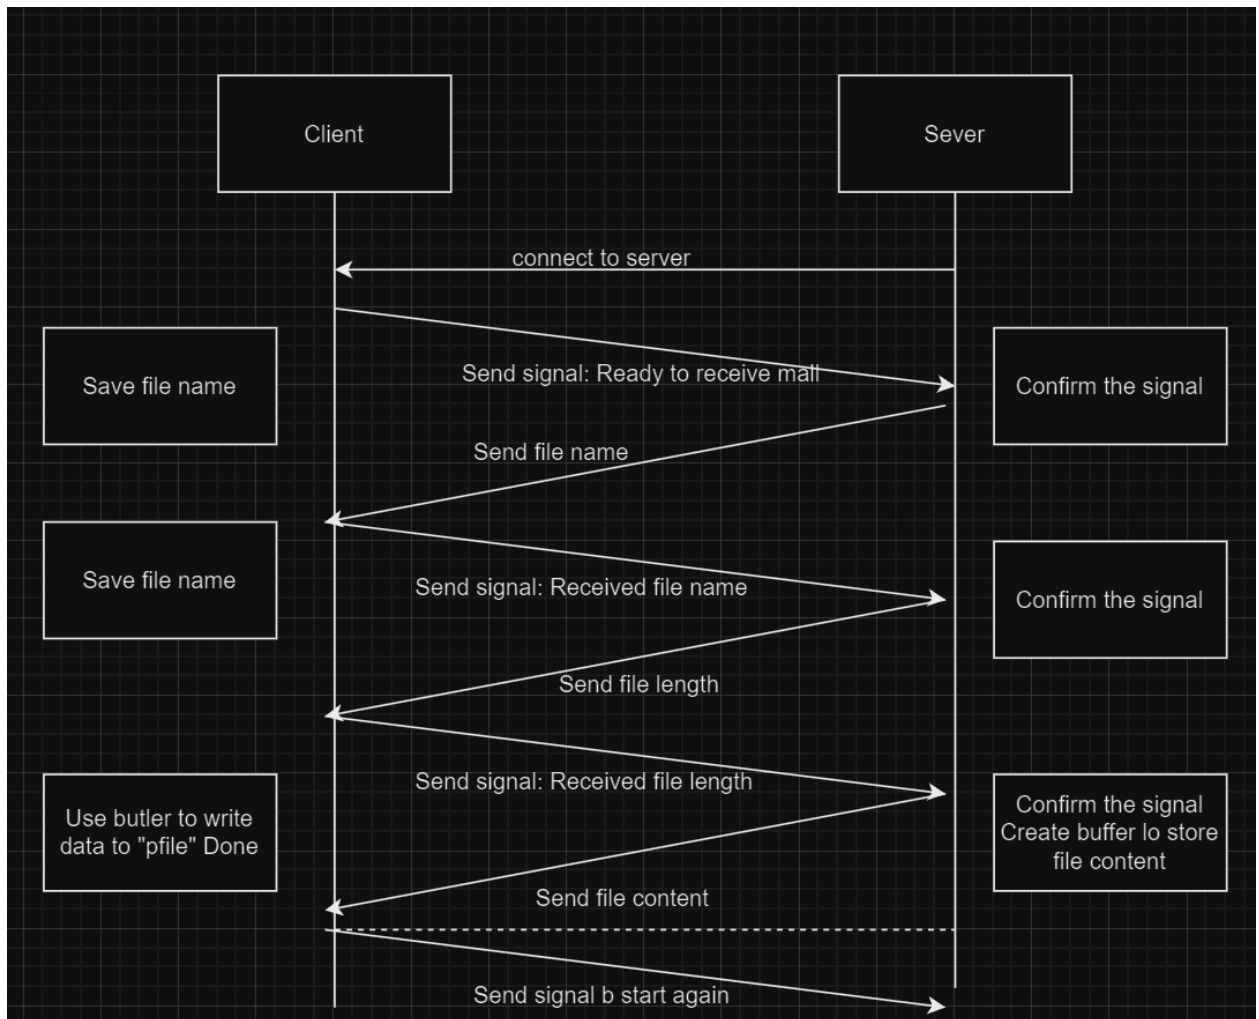 Client
Sever
connect to server
Save file name
Send signal: Ready to receive mall
Confirm the signal
Send file name
Save file name
Send signal: Received file name
Confirm the signal
Send file length
Send signal: Received file length
Use butler to write
data to "pfile" Done
Confirm the signal
Create buffer lo store
file content
Send file content
Send signal b start again